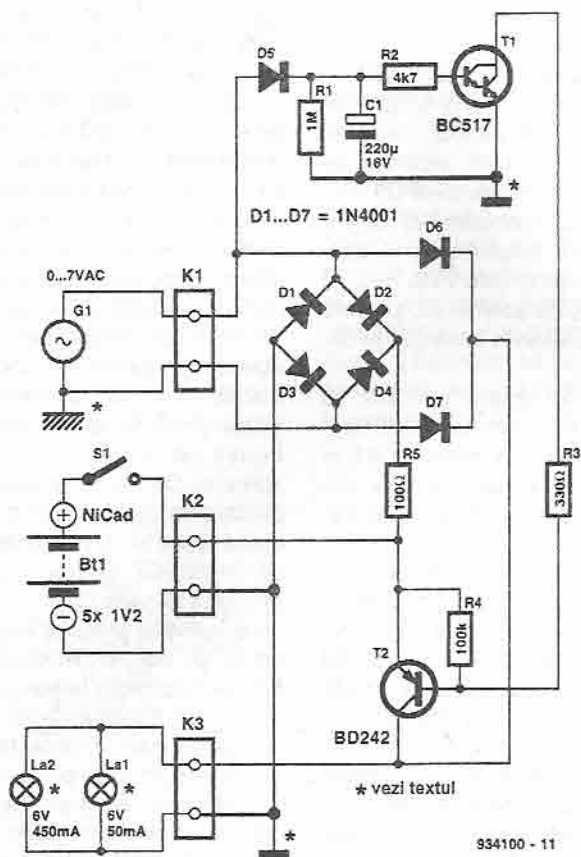 T1
D5
R2
4k7
R1
1M
C1
220µ
16V
BC517
*
D1...D7 = 1N4001
D6
0...7VAC
K1
G1
~
D1
D2
D3
D4
*
D7
S1
R5
100Ω
R3
330Ω
+ NiCad
K2
Bt1
− 5x 1V2
R4
100k
T2
K3
BD242
La2
*
La1
*
* vezi textul
6V
450mA
6V
50mA
*
934100 - 11